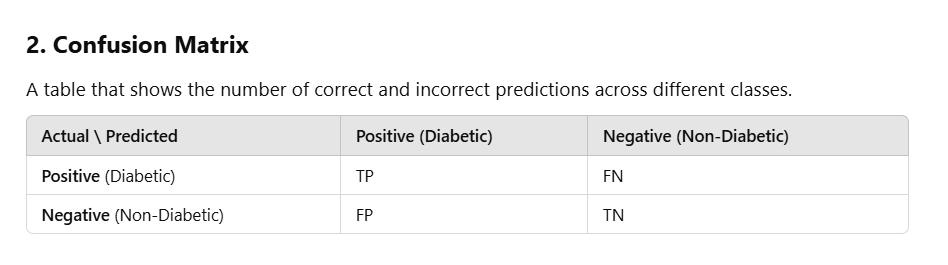 2. Confusion Matrix
A table that shows the number of correct and incorrect predictions across different classes.
Actual \ Predicted Positive (Diabetic) Negative (Non-Diabetic)
Positive (Diabetic) TP FN
Negative (Non-Diabetic) FP TN